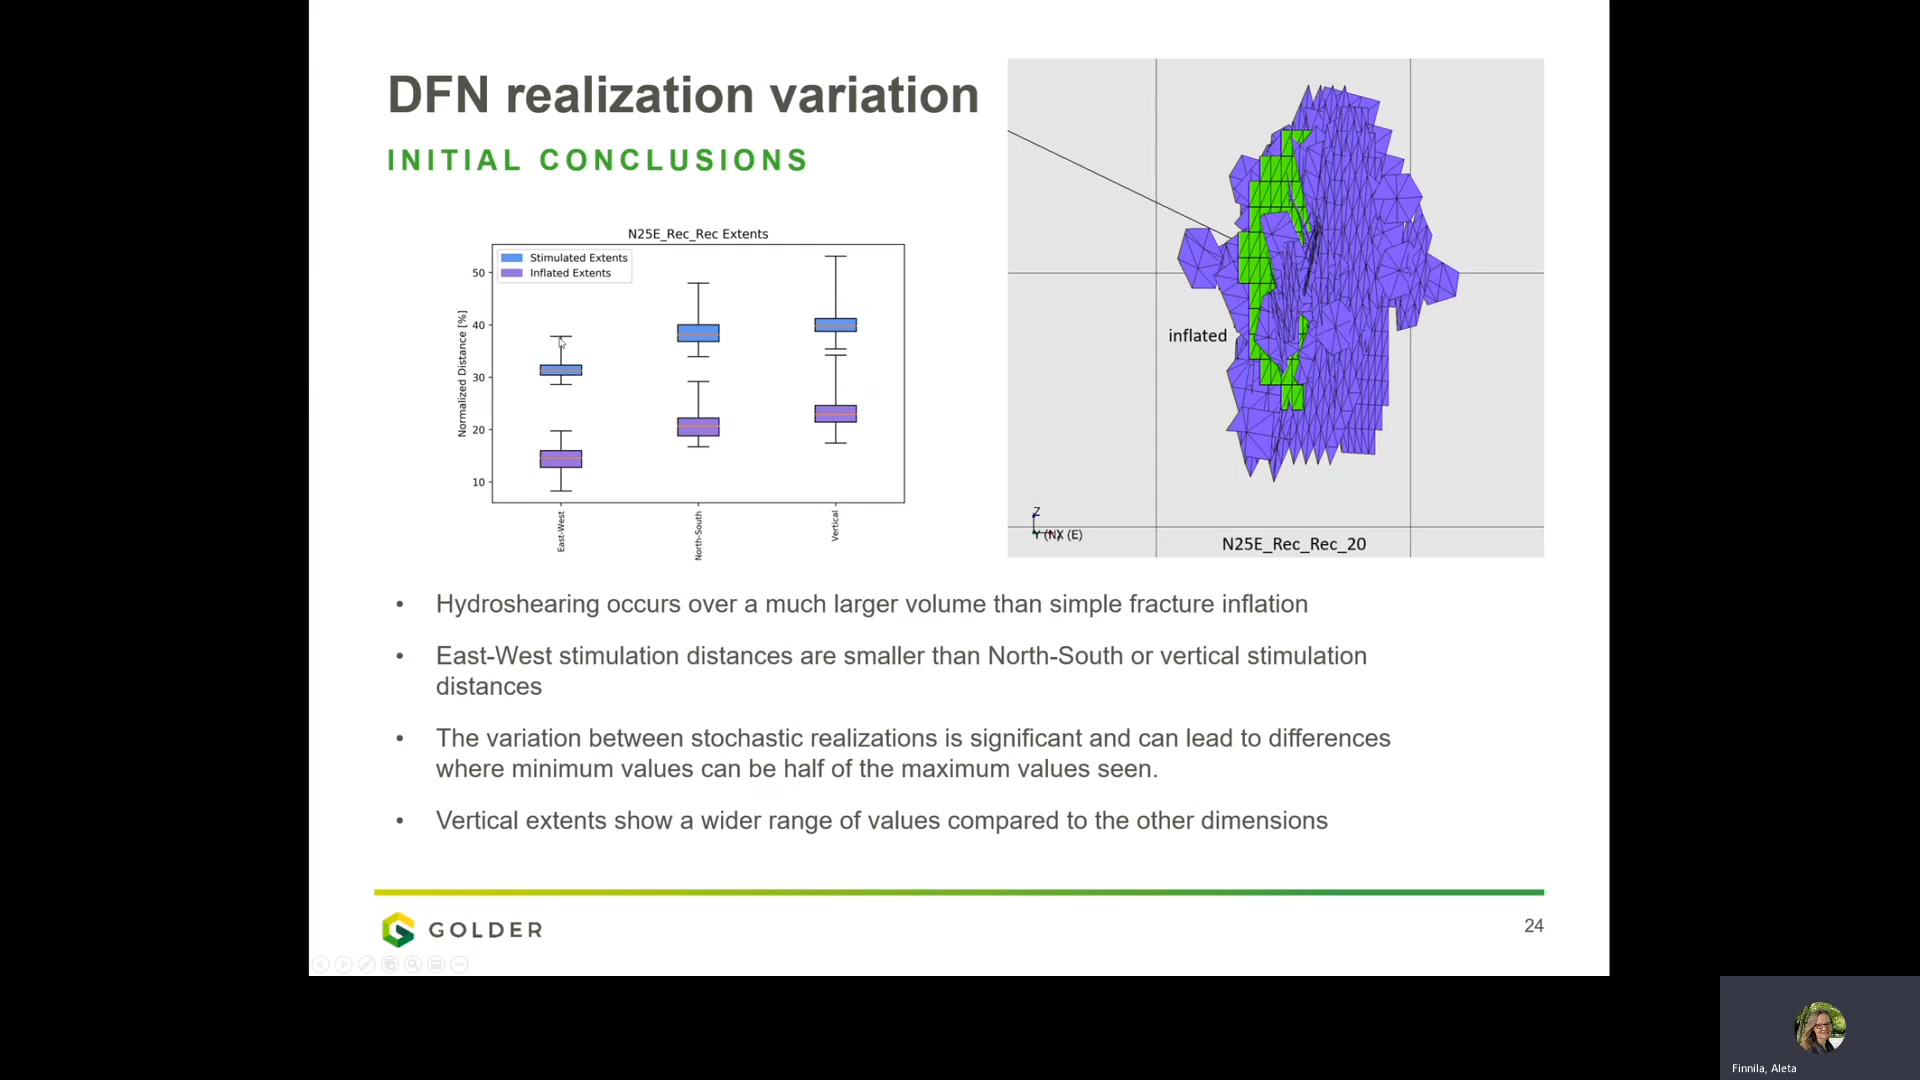 DFN realization variation
INITIAL CONCLUSIONS
N25E_Rec_Rec Extents
Stimulated Extents
Inflated Extents
Normalized Distance [%]
50
40
30
20
10
East-West
North-South
Vertical
inflated
Z
Y (N)X (E)
N25E_Rec_Rec_20
• Hydroshearing occurs over a much larger volume than simple fracture inflation
• East-West stimulation distances are smaller than North-South or vertical stimulation
distances
• The variation between stochastic realizations is significant and can lead to differences
where minimum values can be half of the maximum values seen.
• Vertical extents show a wider range of values compared to the other dimensions
GOLDER
24
Finnila, Aleta